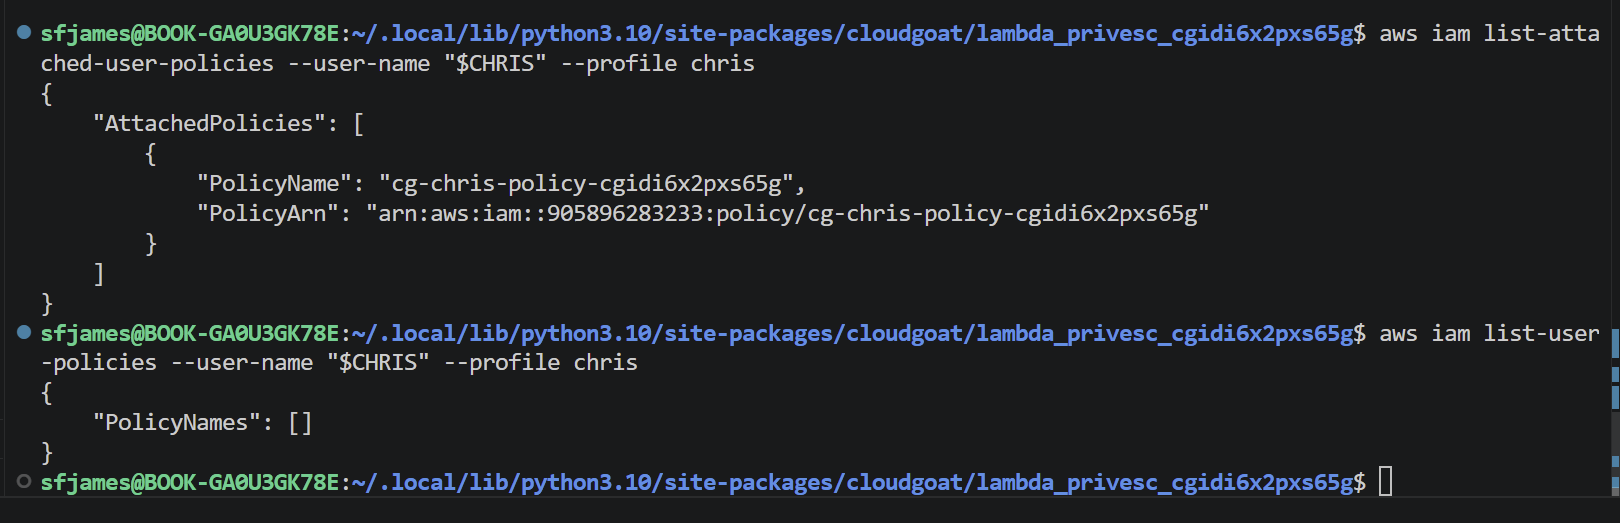 sfjames@BOOK-GA0U3GK78E:~/.local/lib/python3.10/site-packages/cloudgoat/lambda_privesc_cgidi6x2pxs65g$ aws iam list-atta
ched-user-policies --user-name "$CHRIS" --profile chris
{
    "AttachedPolicies": [
        {
            "PolicyName": "cg-chris-policy-cgidi6x2pxs65g",
            "PolicyArn": "arn:aws:iam::905896283233:policy/cg-chris-policy-cgidi6x2pxs65g"
        }
    ]
}
sfjames@BOOK-GA0U3GK78E:~/.local/lib/python3.10/site-packages/cloudgoat/lambda_privesc_cgidi6x2pxs65g$ aws iam list-user
-policies --user-name "$CHRIS" --profile chris
{
    "PolicyNames": []
}
sfjames@BOOK-GA0U3GK78E:~/.local/lib/python3.10/site-packages/cloudgoat/lambda_privesc_cgidi6x2pxs65g$